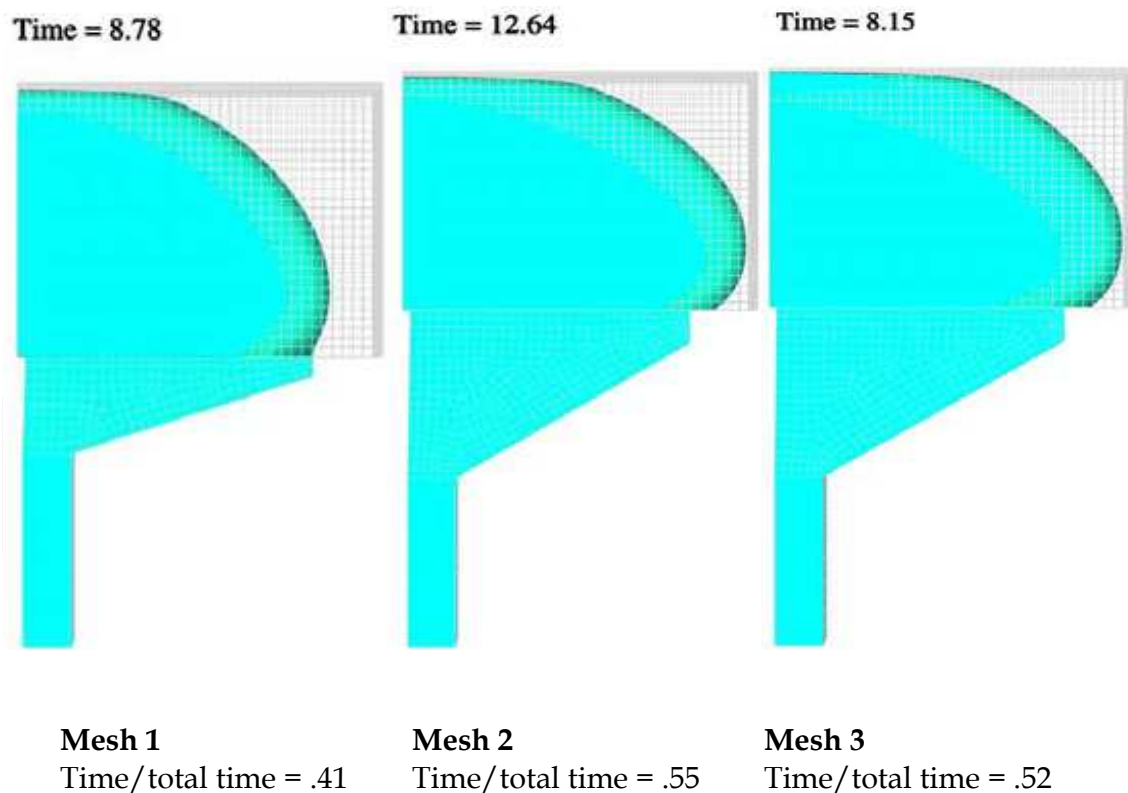 Time = 8.78
Time = 12.64
Time = 8.15
Mesh 1
Time/total time = .41
Mesh 2
Time/total time = .55
Mesh 3
Time/total time = .52